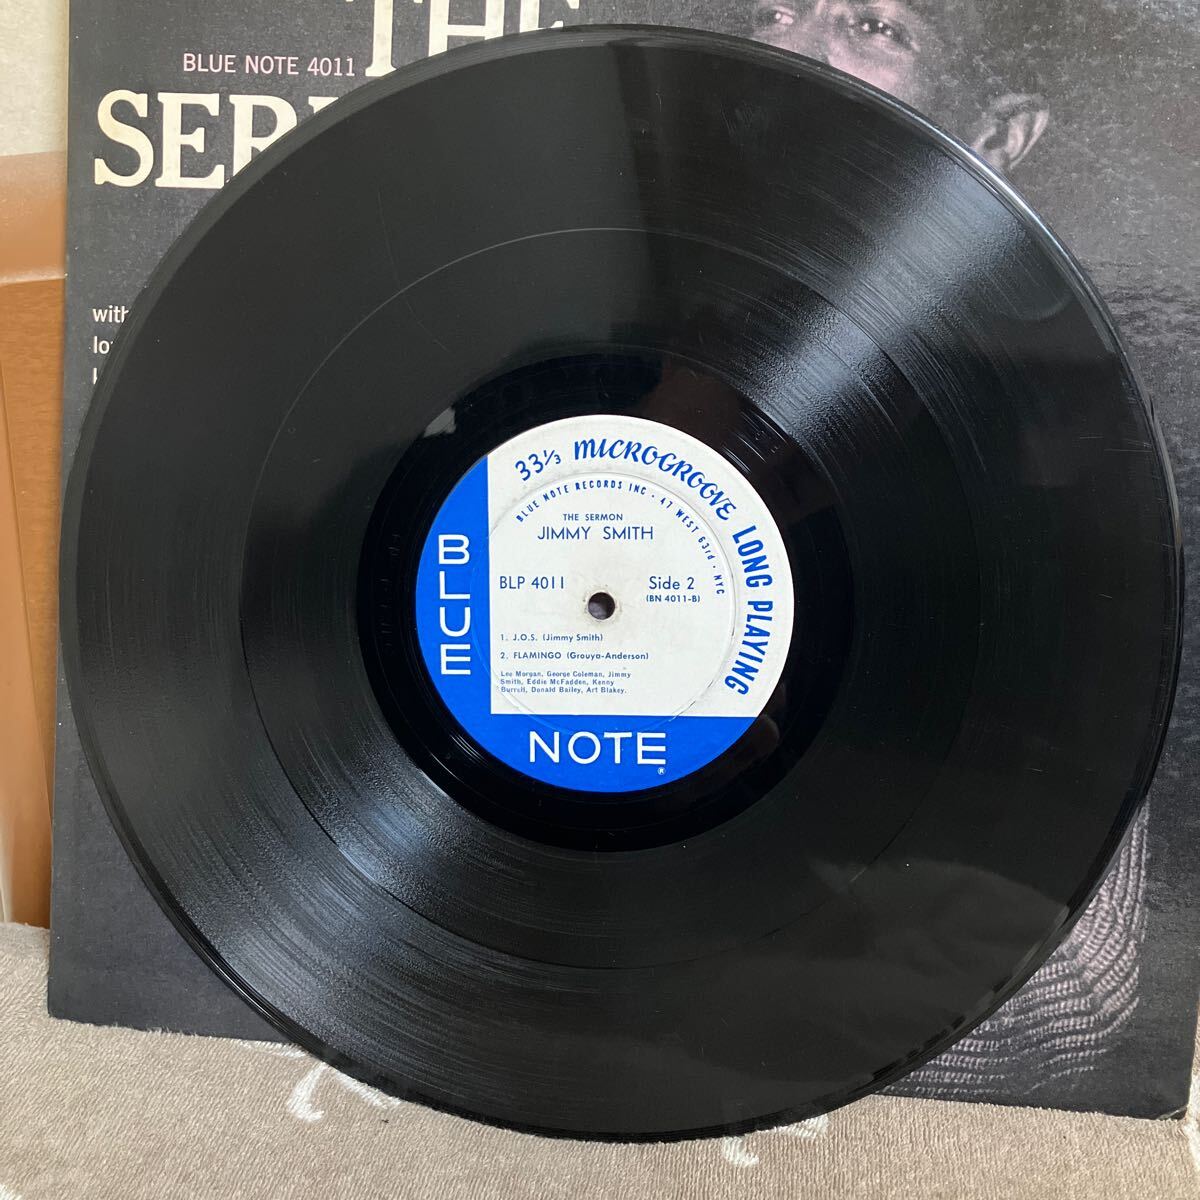 THE
BLUE NOTE 4011
SER
with
33⅓ MICROGROOVE LONG PLAYING
BLUE NOTE RECORDS INC · 47 WEST 63rd · NYC
THE SERMON
JIMMY SMITH
BLP 4011 Side 2
(BN 4011-B)
1. J.O.S. (Jimmy Smith)
2. FLAMINGO (Grouya-Anderson)
Lee Morgan, George Coleman, Jimmy
Smith, Eddie McFadden, Kenny
Burrell, Donald Bailey, Art Blakey.
BLUE
NOTE
®